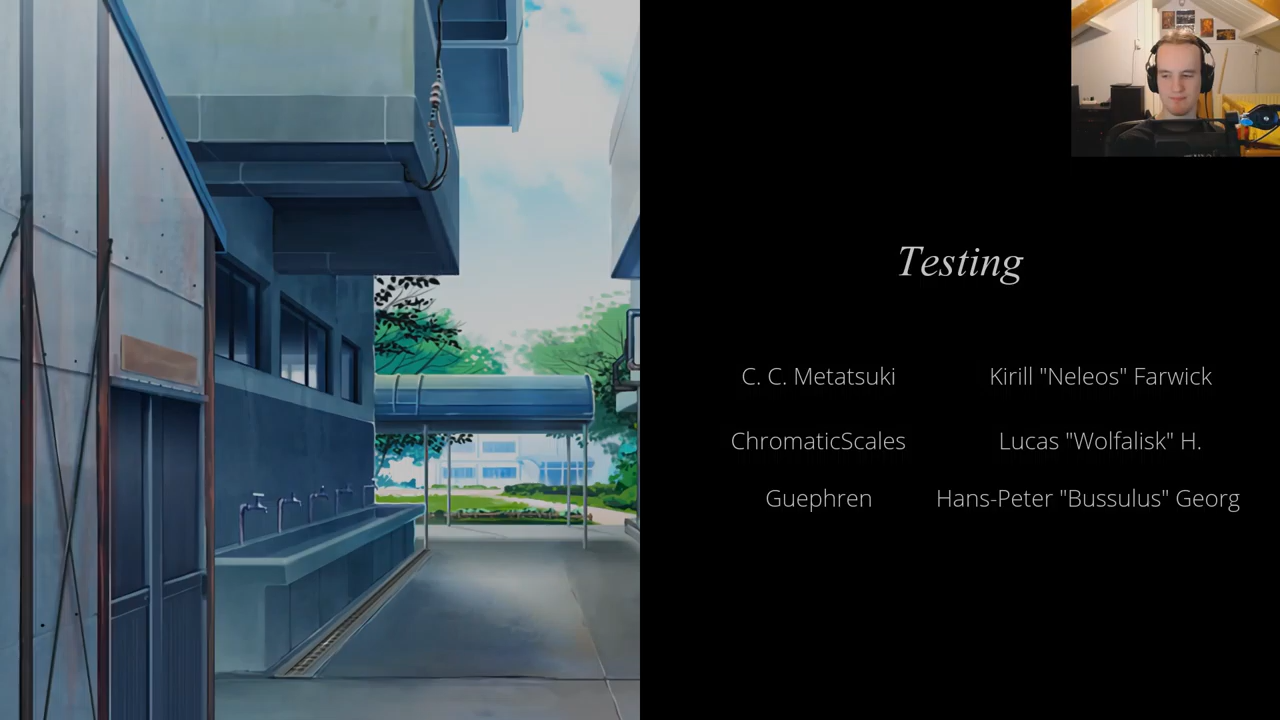 Testing
C. C. Metatsuki Kirill "Neleos" Farwick
ChromaticScales Lucas "Wolfalisk" H.
Guephren Hans-Peter "Bussulus" Georg